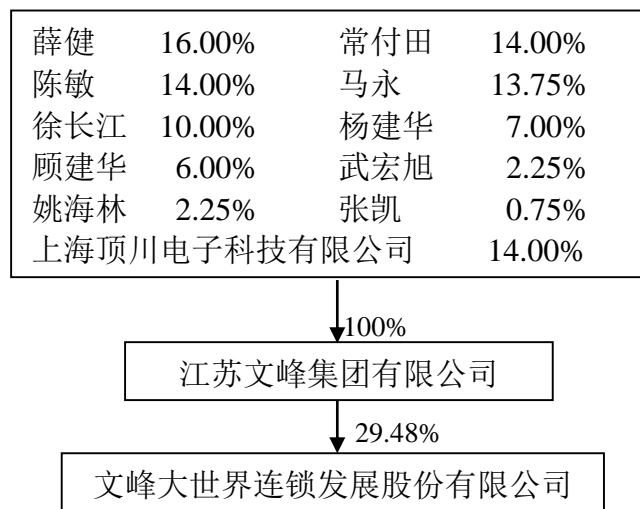 薛健 16.00% 常付田 14.00%
陈敏 14.00% 马永 13.75%
徐长江 10.00% 杨建华 7.00%
顾建华 6.00% 武宏旭 2.25%
姚海林 2.25% 张凯 0.75%
上海顶川电子科技有限公司 14.00%
100%
江苏文峰集团有限公司
29.48%
文峰大世界连锁发展股份有限公司